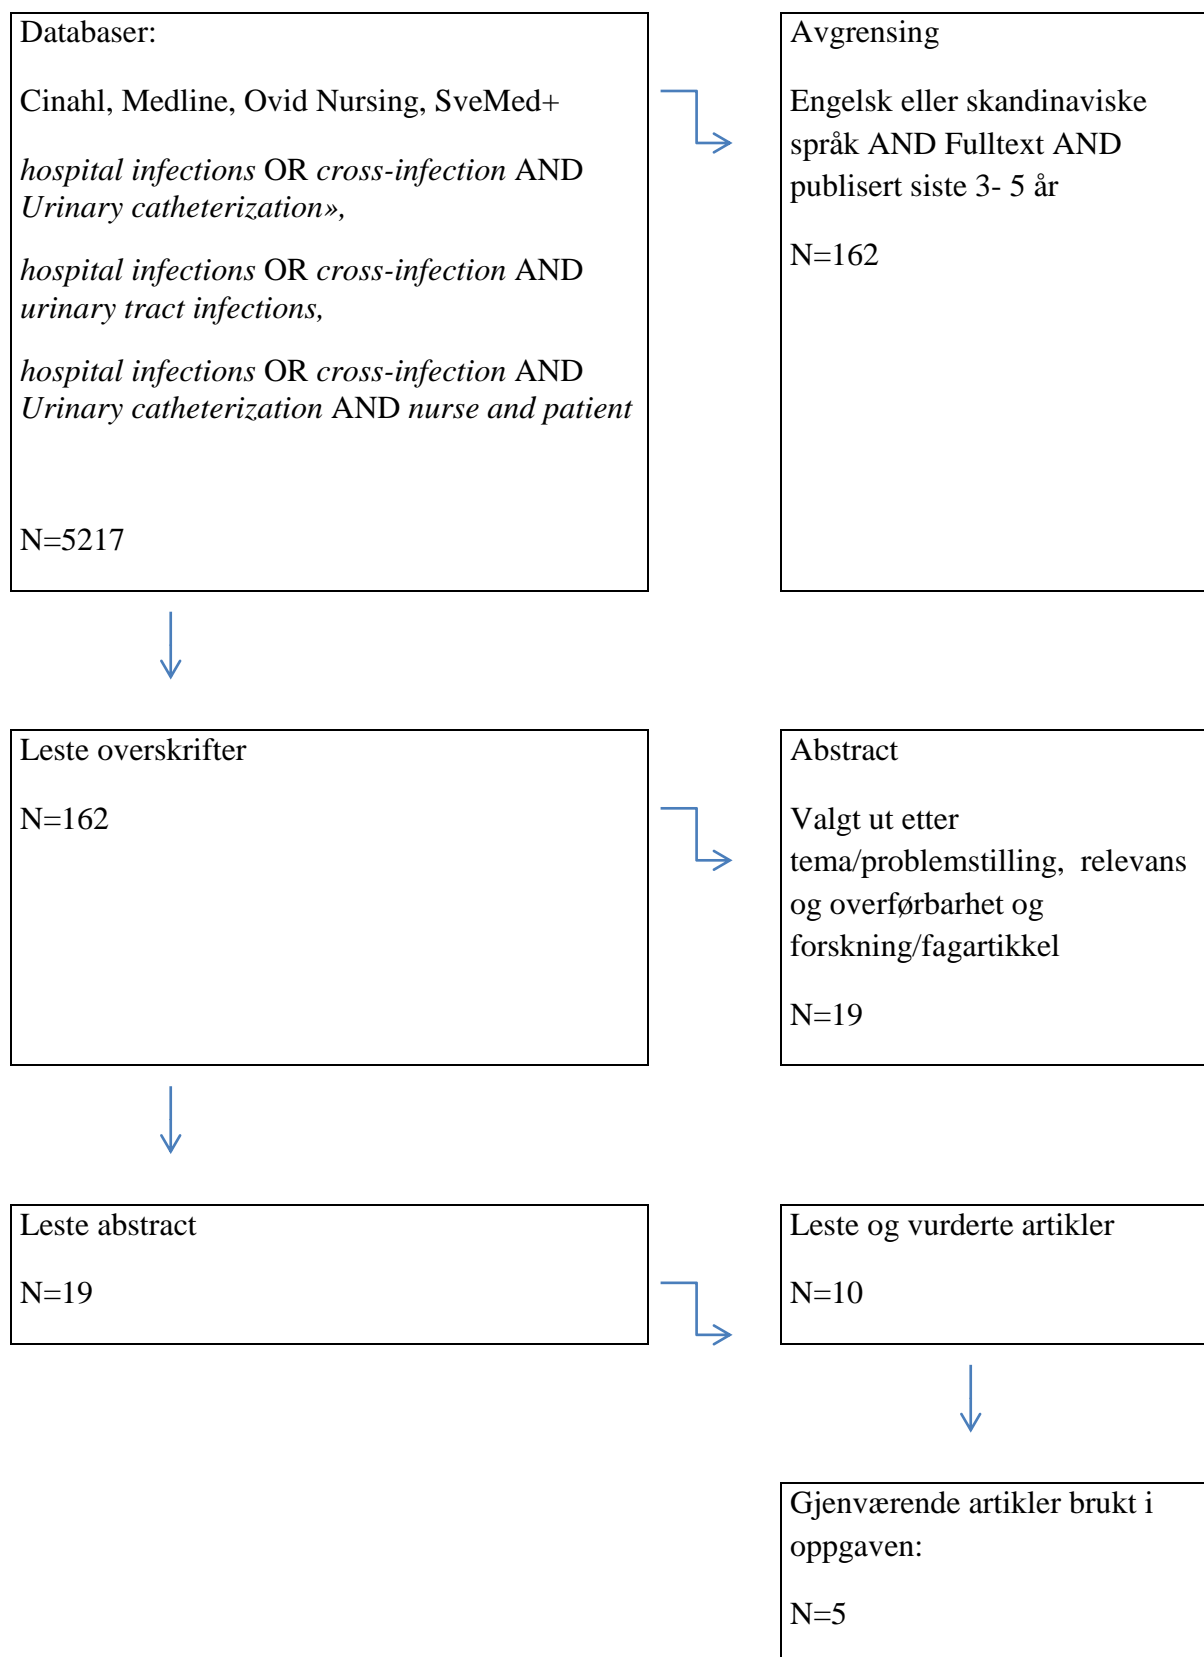 Databaser:
Cinahl, Medline, Ovid Nursing, SveMed+
hospital infections OR cross-infection AND
Urinary catheterization»,
hospital infections OR cross-infection AND
urinary tract infections,
hospital infections OR cross-infection AND
Urinary catheterization AND nurse and patient
N=5217
Avgrensing
Engelsk eller skandinaviske
språk AND Fulltext AND
publisert siste 3- 5 år
N=162
Leste overskrifter
N=162
Abstract
Valgt ut etter
tema/problemstilling, relevans
og overførbarhet og
forskning/fagartikkel
N=19
Leste abstract
N=19
Leste og vurderte artikler
N=10
Gjenværende artikler brukt i
oppgaven:
N=5